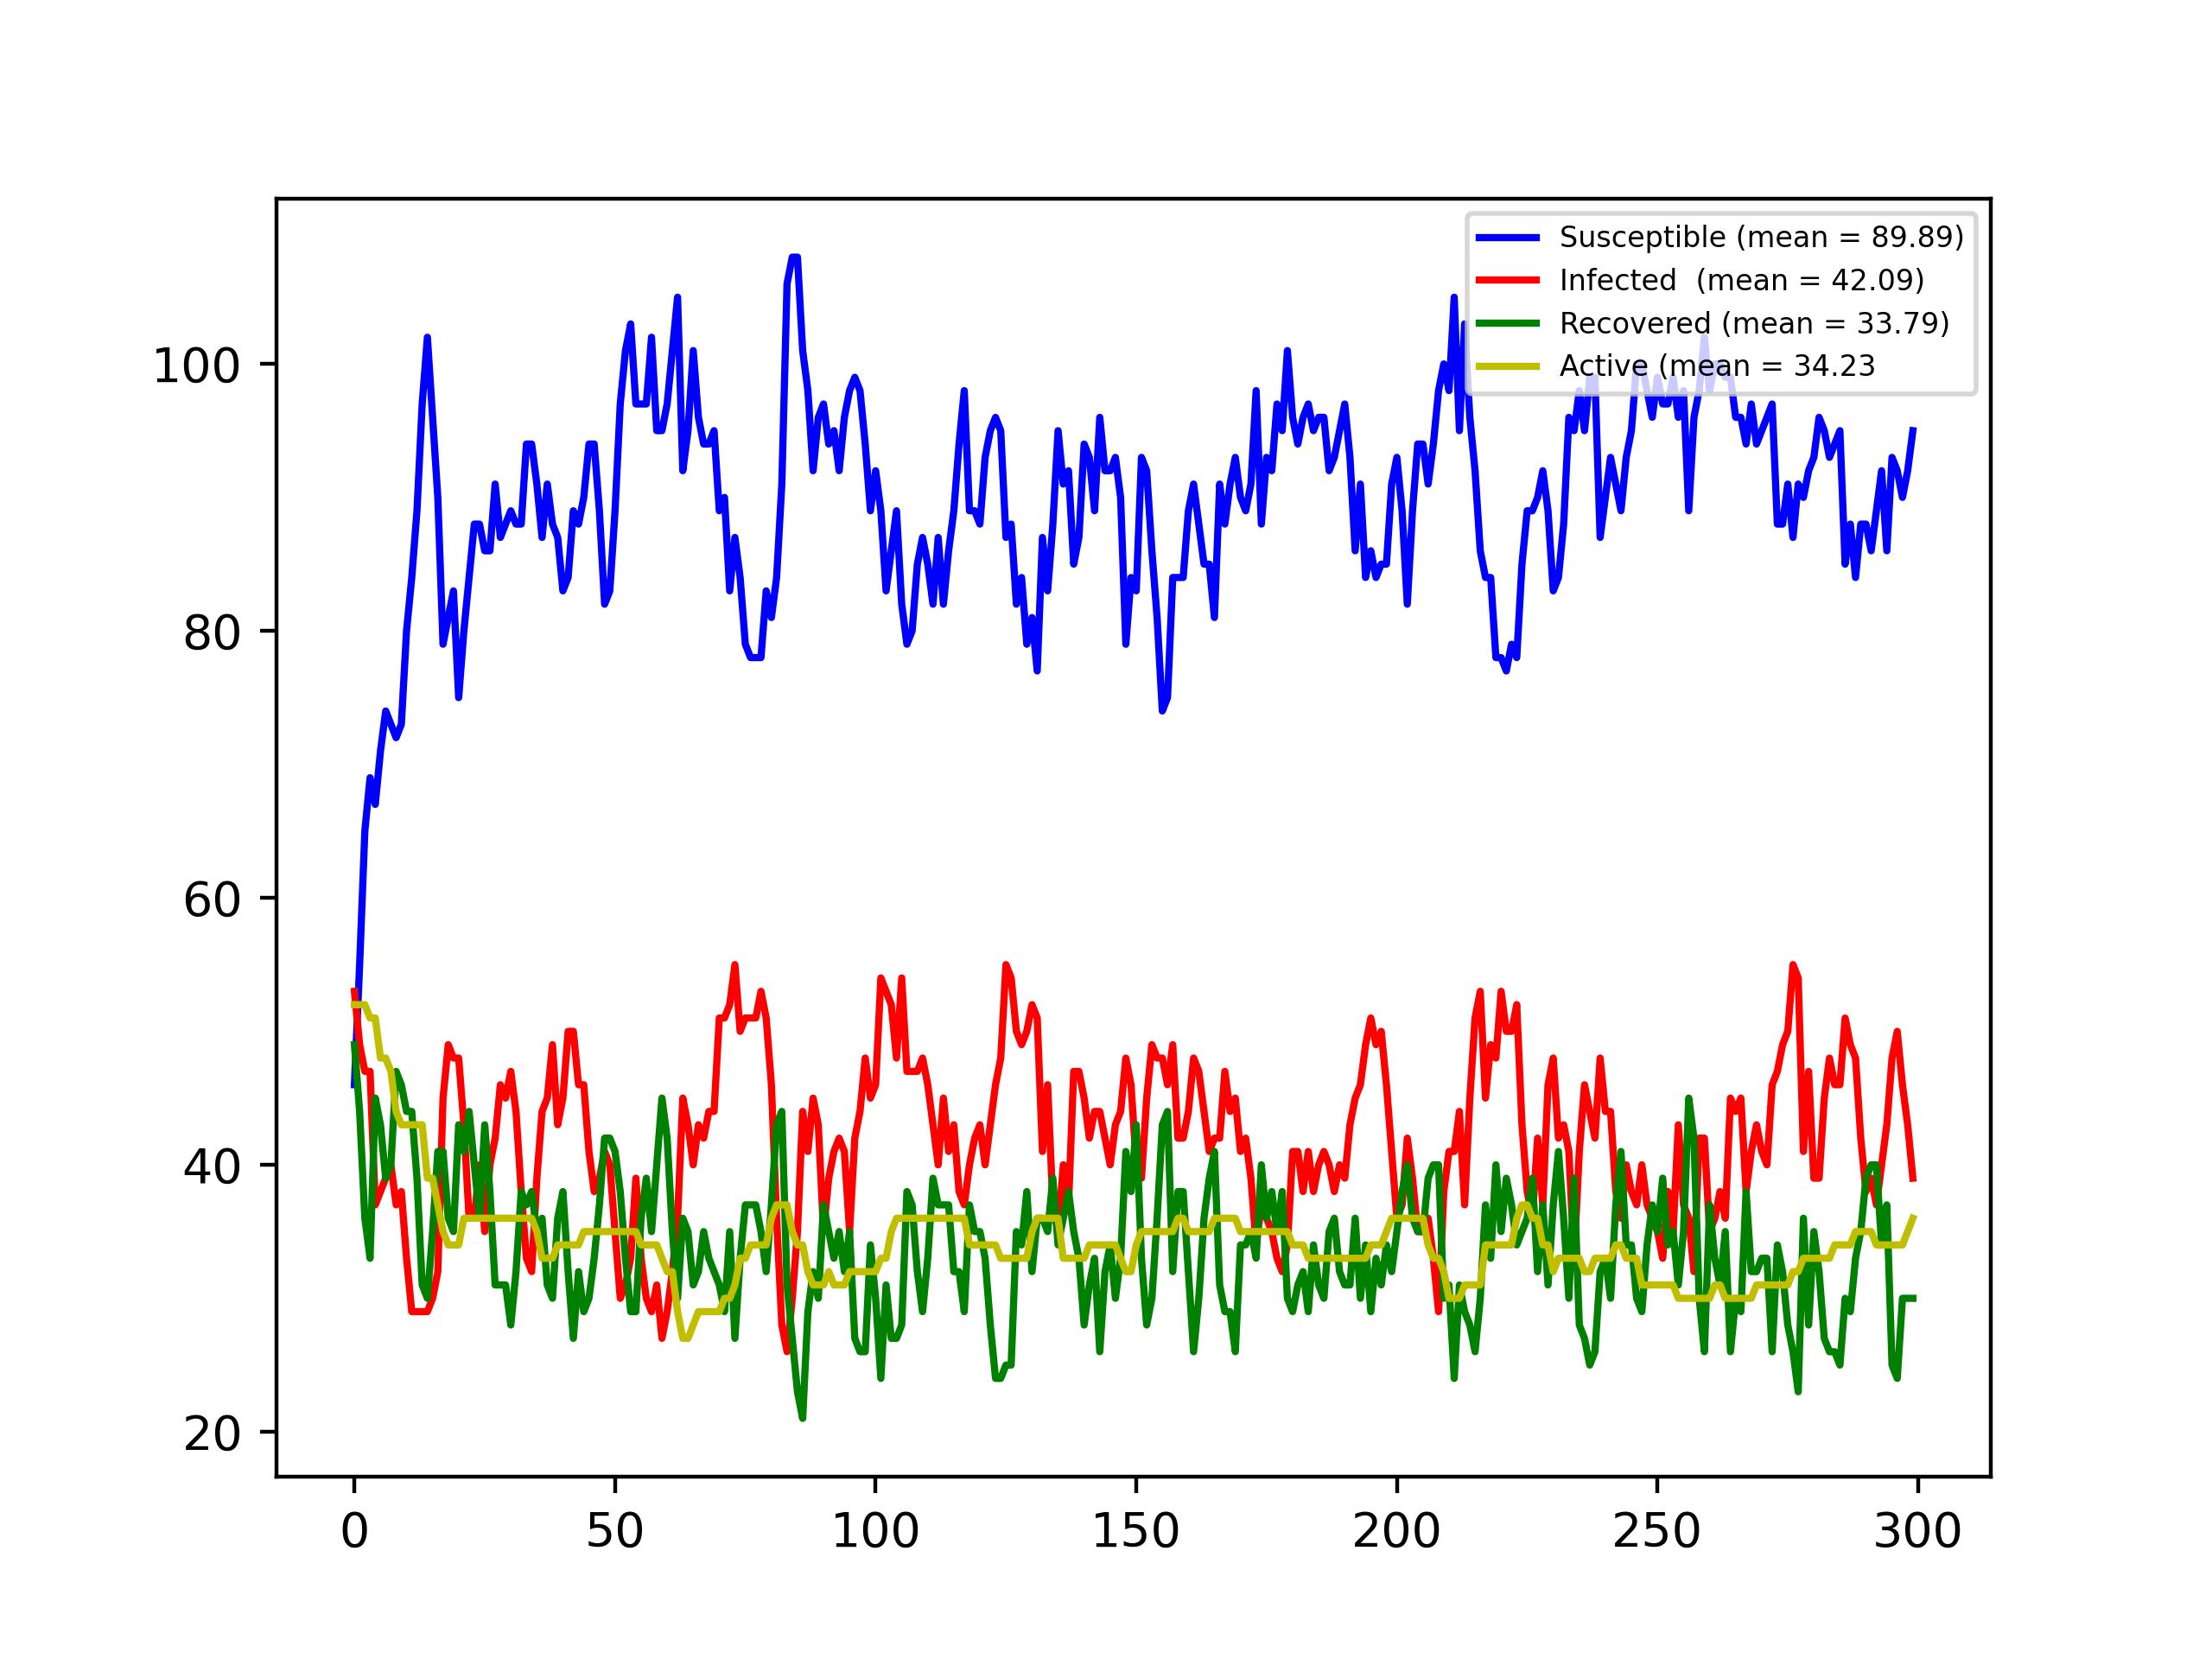 Susceptible (mean = 89.89)
Infected  (mean = 42.09)
Recovered (mean = 33.79)
Active (mean = 34.23
100
80
60
40
20
0 50 100 150 200 250 300